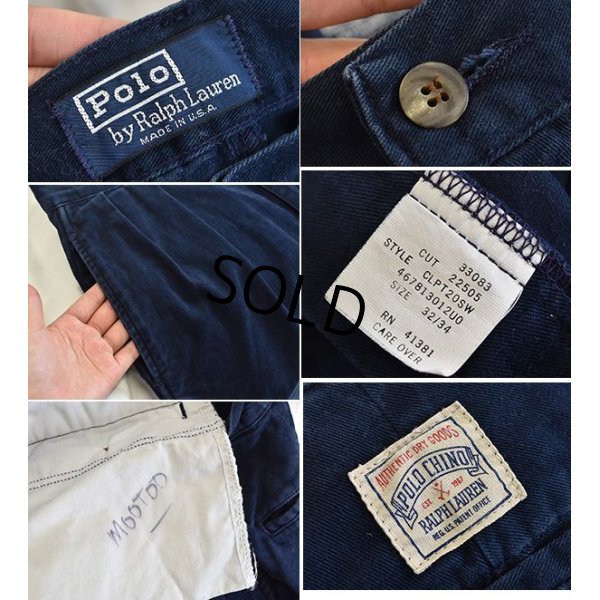 Polo
by Ralph Lauren
MADE IN U.S.A.
33083
CUT 22505
STYLE CLPT20SW
467813012U0
SIZE 32/34
RN 41381
CARE OVER
SOLD
AUTHENTIC DRY GOODS
POLO CHINO
EST. 1967
RALPH LAUREN
REG. U.S. PATENT OFFICE